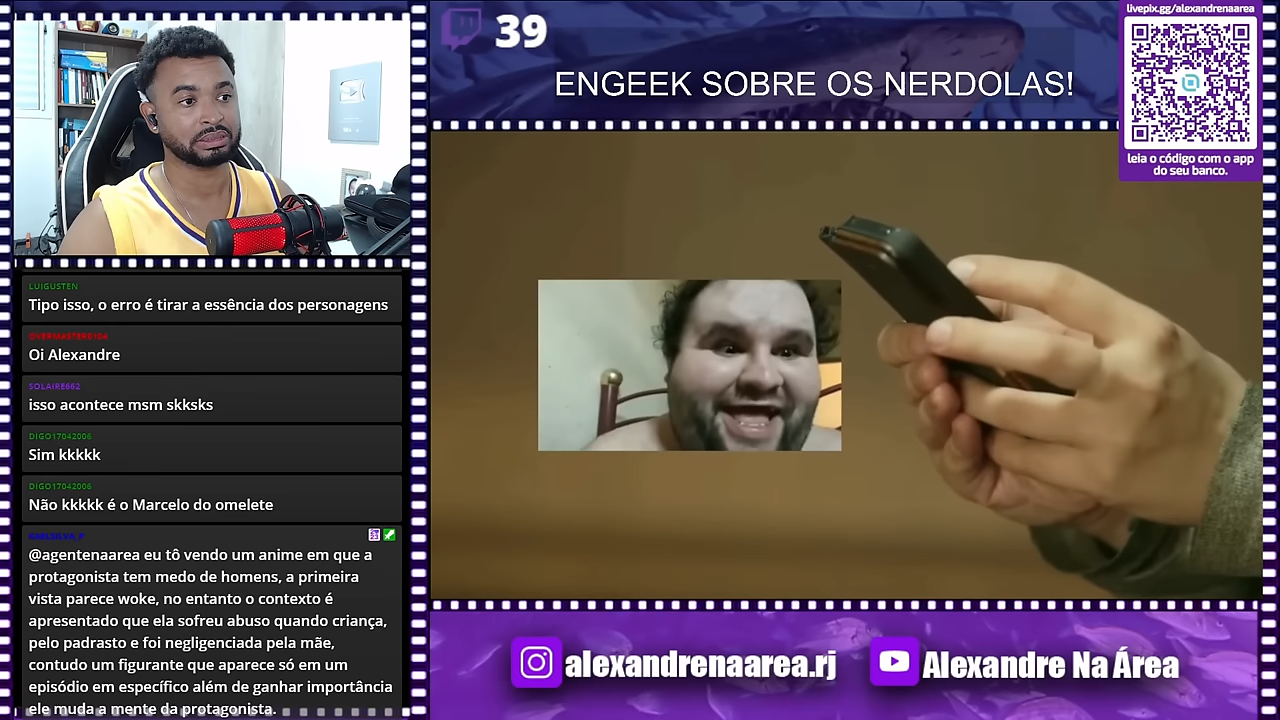 39
ENGEEK SOBRE OS NERDOLAS!
livepix.gg/alexandrenaarea
leia o código com o app
do seu banco.
LUIGUSTEN
Tipo isso, o erro é tirar a essência dos personagens
Oi Alexandre
SOLAIRE662
isso acontece msm skksks
DIGO17042006
Sim kkkkk
DIGO17042006
Não kkkkk é o Marcelo do omelete
@agentenaarea eu tô vendo um anime em que a
protagonista tem medo de homens, a primeira
vista parece woke, no entanto o contexto é
apresentado que ela sofreu abuso quando criança,
pelo padrasto e foi negligenciada pela mãe,
contudo um figurante que aparece só em um
episódio em específico além de ganhar importância
ele muda a mente da protagonista.
alexandrenaarea.rj
Alexandre Na Área